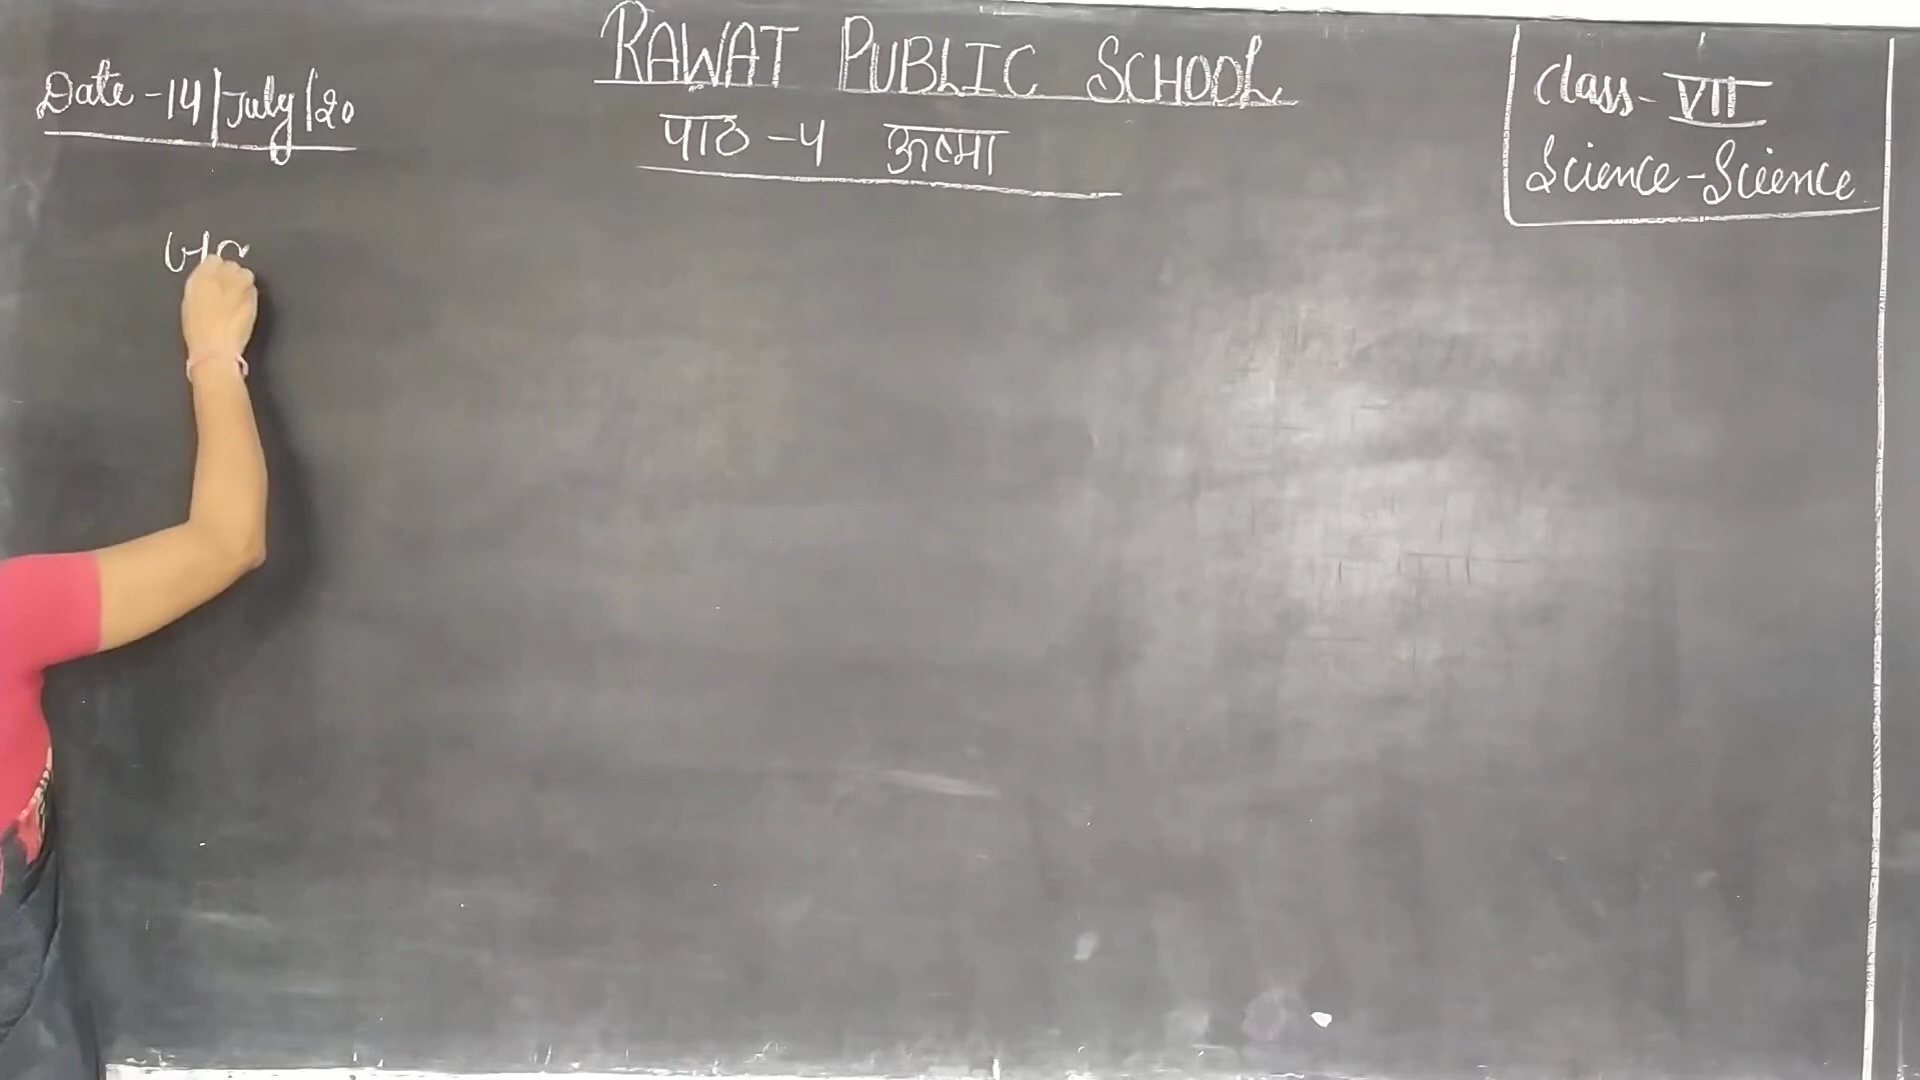 RAWAT PUBLIC SCHOOL
Date - 14/July/20
पाठ - 4 ऊष्मा
Class - VII
Science - Science